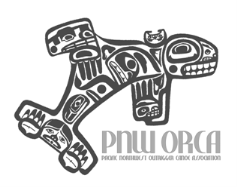 PNW ORCA
PACIFIC NORTHWEST OUTRIGGER CANOE ASSOCIATION